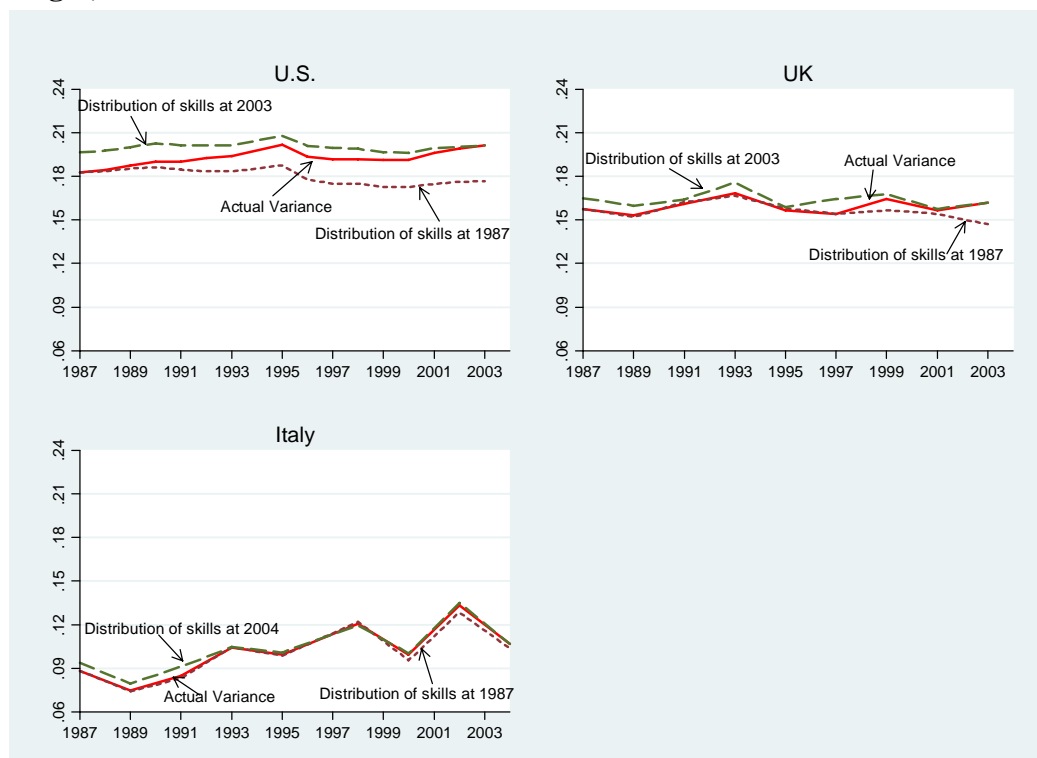 U.S.
.24
.21
.18
.15
.12
.09
.06
Distribution of skills at 2003
Actual Variance
Distribution of skills at 1987
1987 1989 1991 1993 1995 1997 1999 2001 2003
UK
.24
.21
.18
.15
.12
.09
.06
Distribution of skills at 2003
Actual Variance
Distribution of skills at 1987
1987 1989 1991 1993 1995 1997 1999 2001 2003
Italy
.24
.21
.18
.15
.12
.09
.06
Distribution of skills at 2004
Actual Variance
Distribution of skills at 1987
1987 1989 1991 1993 1995 1997 1999 2001 2003